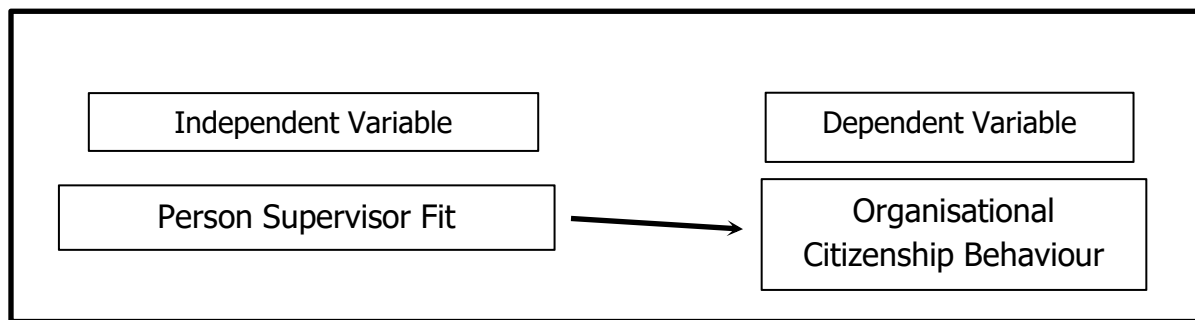 Independent Variable
Dependent Variable
Person Supervisor Fit
Organisational
Citizenship Behaviour